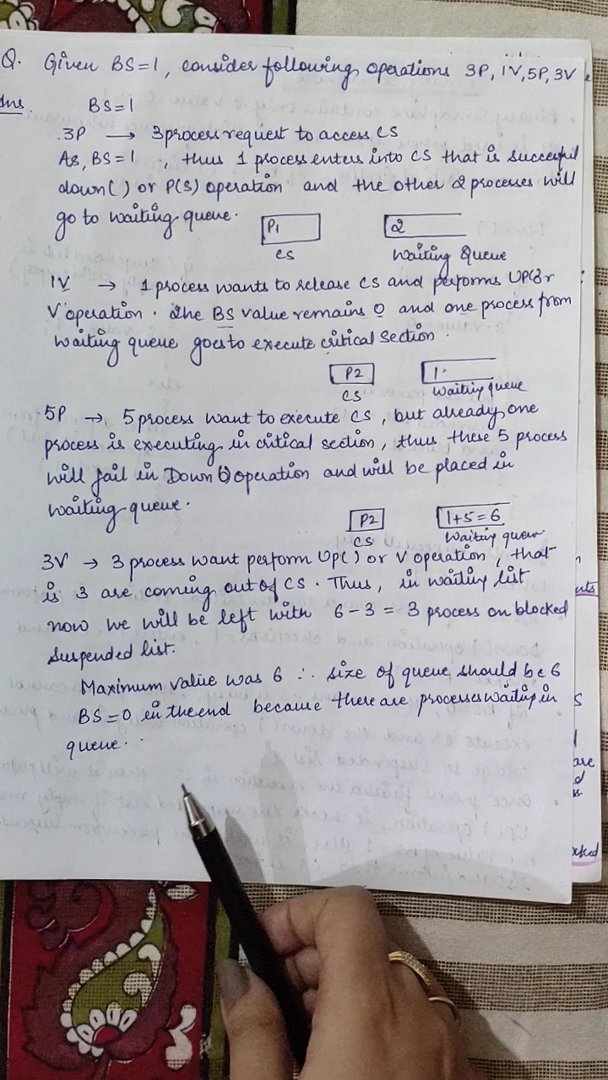 Q. Given BS=1, consider following operations 3P, 1V, 5P, 3V
Ans. BS=1
3P → 3 process request to access CS
As, BS=1, thus 1 process enters into CS that is succesful
down() or P(S) operation and the other 2 processes will
go to waiting queue.
P1 2
CS Waiting Queue
1V → 1 process wants to release CS and performs UP() or
V operation. The BS value remains 0 and one process from
waiting queue goes to execute critical section.
P2 1
CS Waiting queue
5P → 5 process want to execute CS, but already one
process is executing in critical section, thus these 5 process
will fail in Down() operation and will be placed in
waiting queue.
P2 1+5=6
CS Waiting queue
3V → 3 process want perform Up() or V operation, that
is 3 are coming out of CS. Thus, in waiting list
now we will be left with 6-3 = 3 process on blocked
suspended list.
Maximum value was 6 ∴ size of queue should be 6
BS=0 in the end because there are processes waiting in
queue.